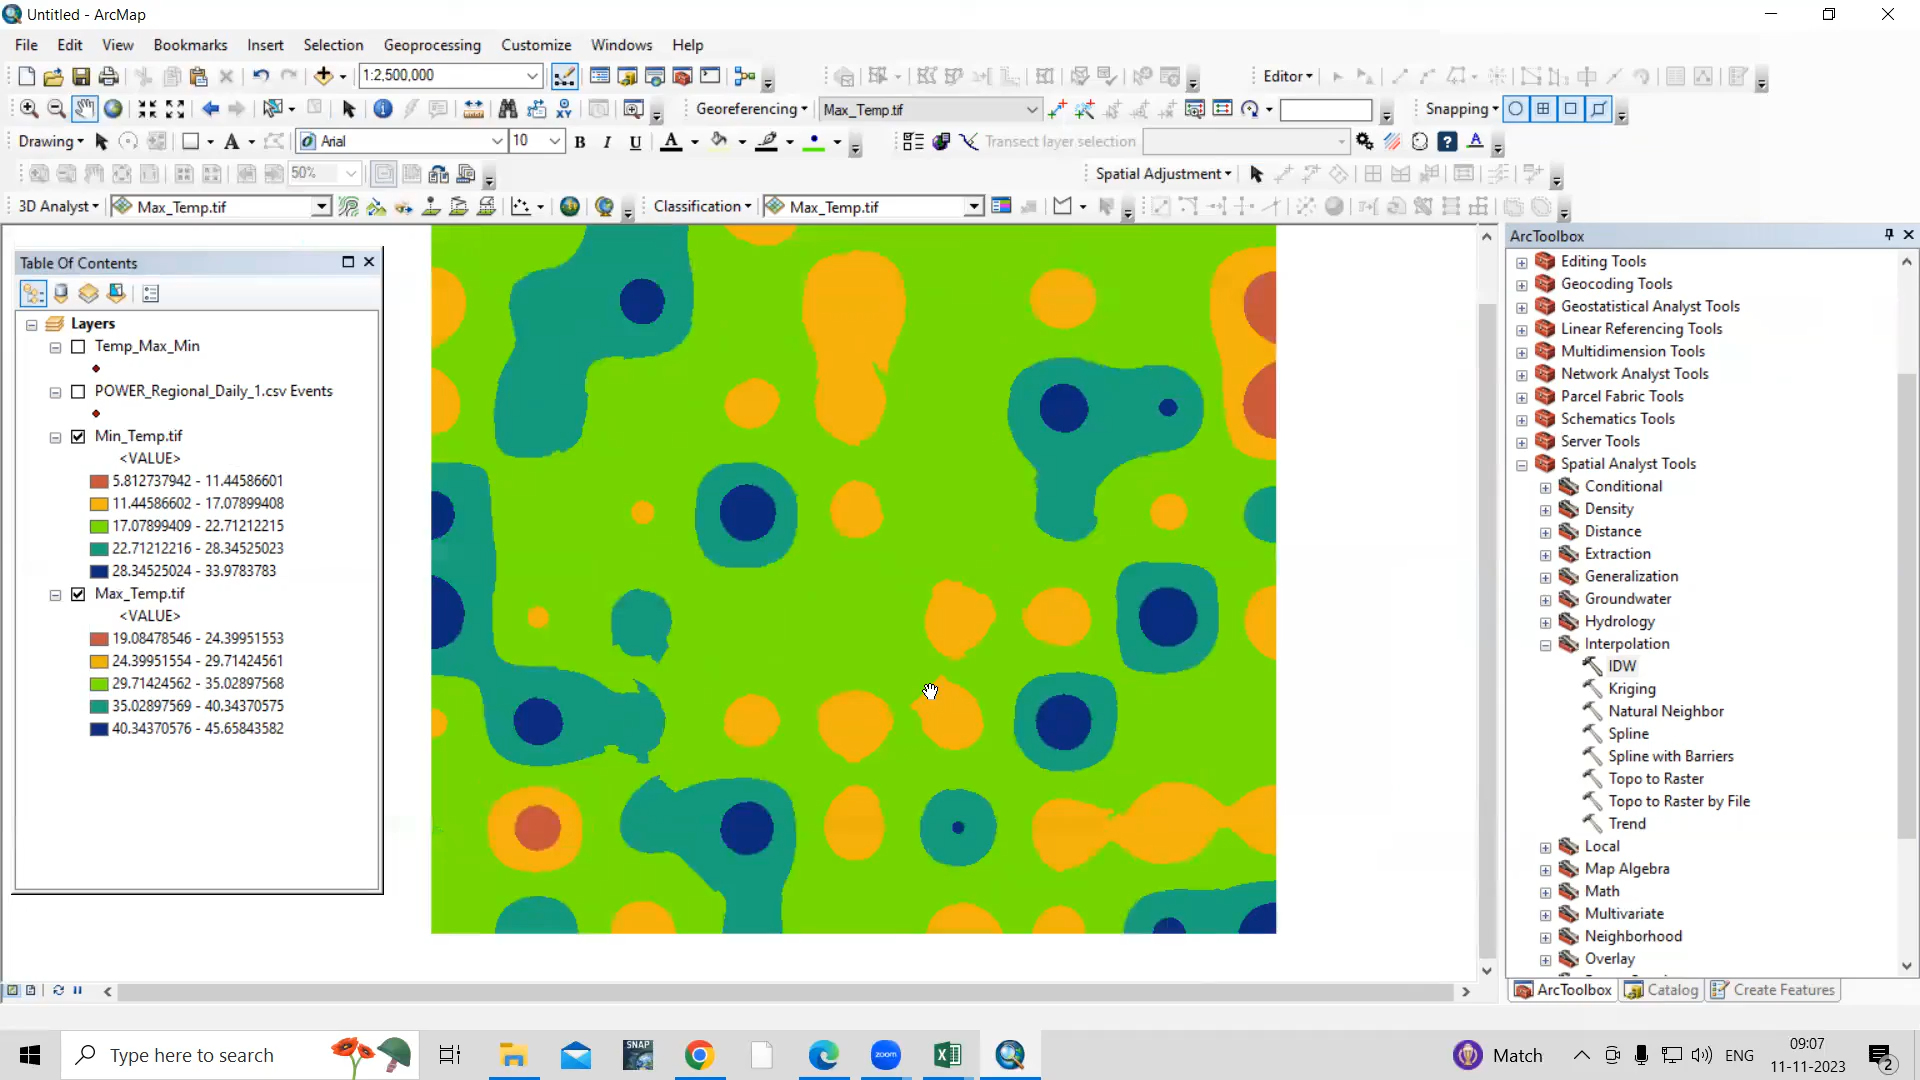 Untitled - ArcMap
File Edit View Bookmarks Insert Selection Geoprocessing Customize Windows Help
1:2,500,000 Editor
Georeferencing Max_Temp.tif Snapping
Drawing A Arial 10 B I U A Transect layer selection
50% Spatial Adjustment
3D Analyst Max_Temp.tif Classification Max_Temp.tif
Table Of Contents
Layers
Temp_Max_Min
POWER_Regional_Daily_1.csv Events
Min_Temp.tif
<VALUE>
5.812737942 - 11.44586601
11.44586602 - 17.07899408
17.07899409 - 22.71212215
22.71212216 - 28.34525023
28.34525024 - 33.9783783
Max_Temp.tif
<VALUE>
19.08478546 - 24.39951553
24.39951554 - 29.71424561
29.71424562 - 35.02897568
35.02897569 - 40.34370575
40.34370576 - 45.65843582
ArcToolbox
Editing Tools
Geocoding Tools
Geostatistical Analyst Tools
Linear Referencing Tools
Multidimension Tools
Network Analyst Tools
Parcel Fabric Tools
Schematics Tools
Server Tools
Spatial Analyst Tools
Conditional
Density
Distance
Extraction
Generalization
Groundwater
Hydrology
Interpolation
IDW
Kriging
Natural Neighbor
Spline
Spline with Barriers
Topo to Raster
Topo to Raster by File
Trend
Local
Map Algebra
Math
Multivariate
Neighborhood
Overlay
ArcToolbox Catalog Create Features
Type here to search
SNAP
zoom
Match
ENG
09:07
11-11-2023
2